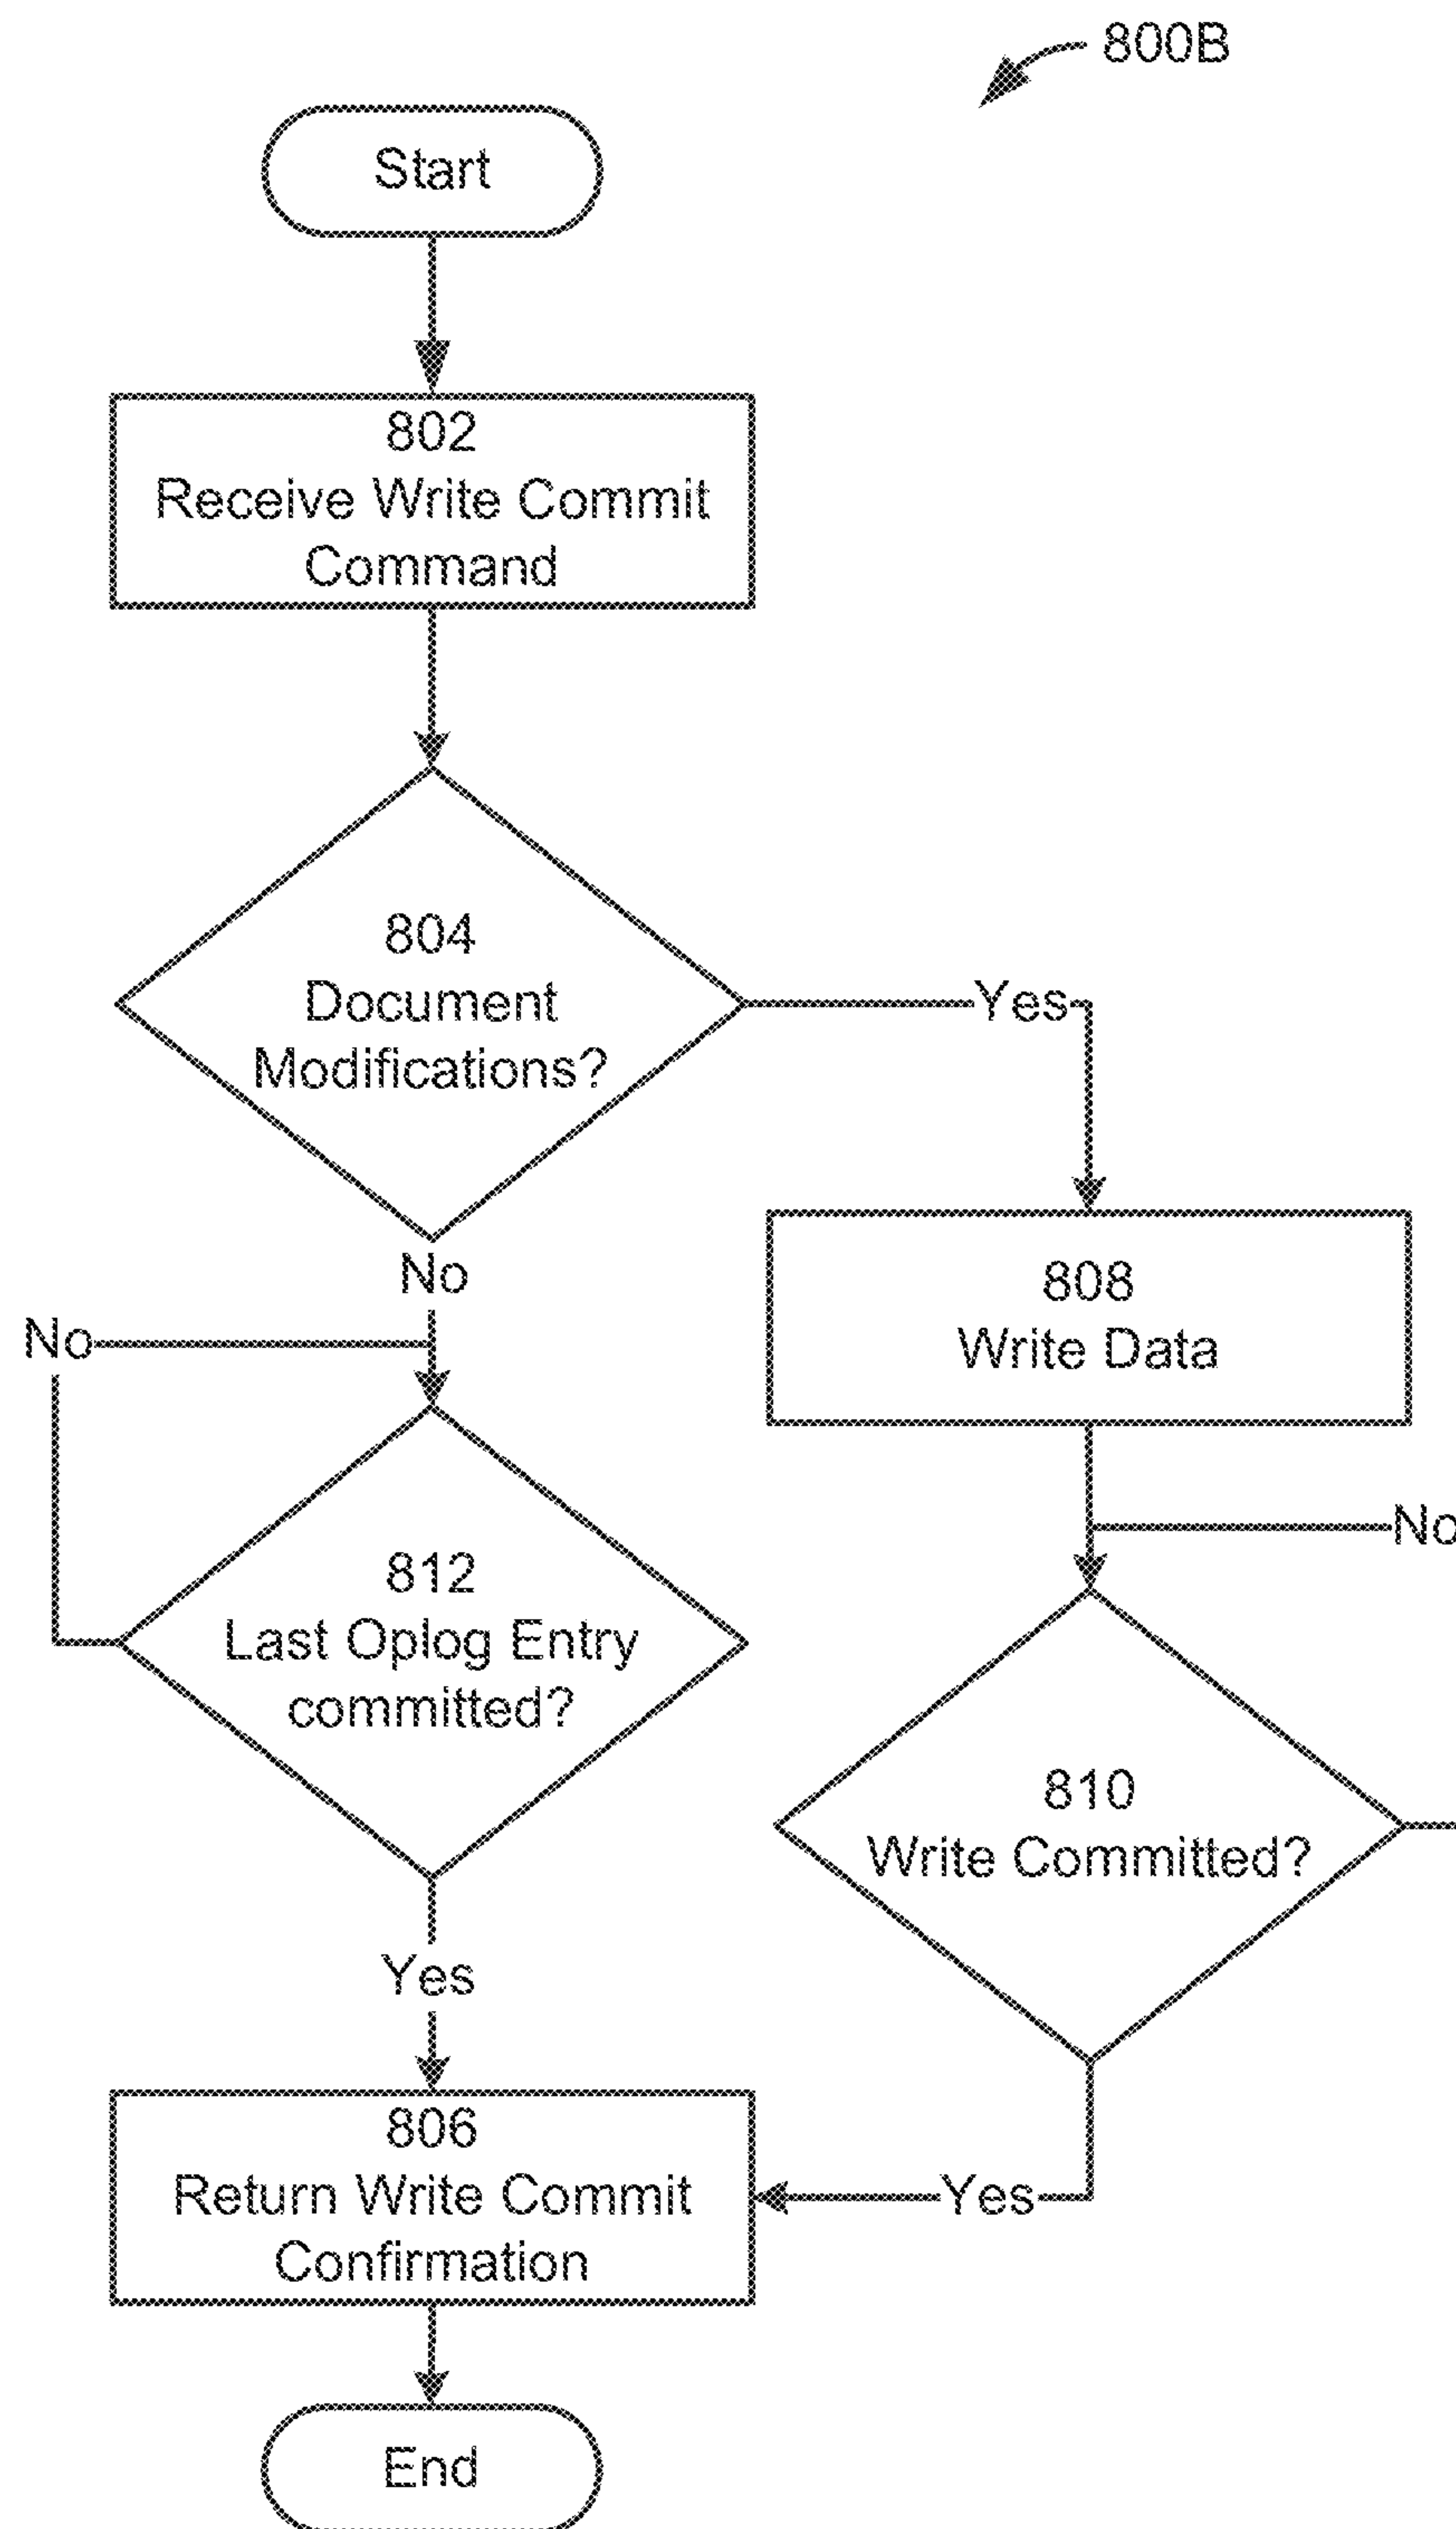 800B
Start
802
Receive Write Commit
Command
804
Document
Modifications?
Yes
No
808
Write Data
No
No
812
Last Oplog Entry
committed?
810
Write Committed?
Yes
806
Return Write Commit
Confirmation
Yes
End